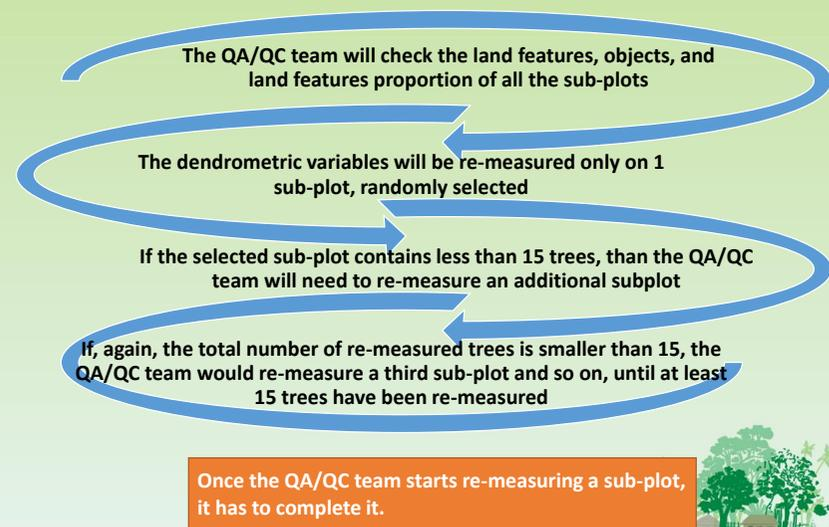 The QA/QC team will check the land features, objects, and
land features proportion of all the sub-plots
The dendrometric variables will be re-measured only on 1
sub-plot, randomly selected
If the selected sub-plot contains less than 15 trees, than the QA/QC
team will need to re-measure an additional subplot
If, again, the total number of re-measured trees is smaller than 15, the
QA/QC team would re-measure a third sub-plot and so on, until at least
15 trees have been re-measured
Once the QA/QC team starts re-measuring a sub-plot,
it has to complete it.